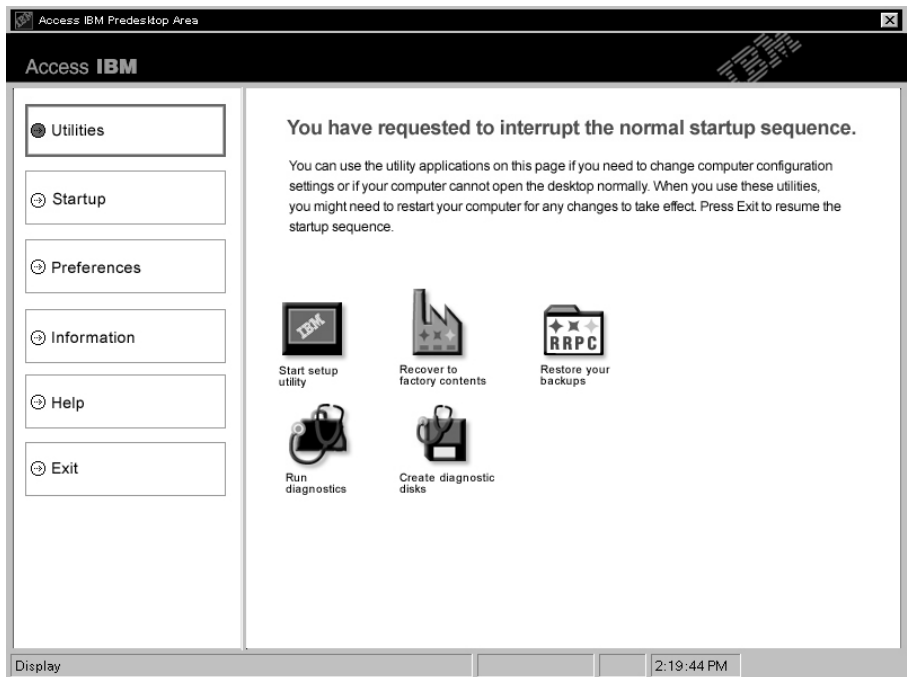 Access IBM Predesktop Area
Access IBM
IBM
Utilities
Startup
Preferences
Information
Help
Exit
You have requested to interrupt the normal startup sequence.
You can use the utility applications on this page if you need to change computer configuration
settings or if your computer cannot open the desktop normally. When you use these utilities,
you might need to restart your computer for any changes to take effect. Press Exit to resume the
startup sequence.
IBM
Start setup
utility
Recover to
factory contents
RRPC
Restore your
backups
Run
diagnostics
Create diagnostic
disks
Display
2:19:44 PM